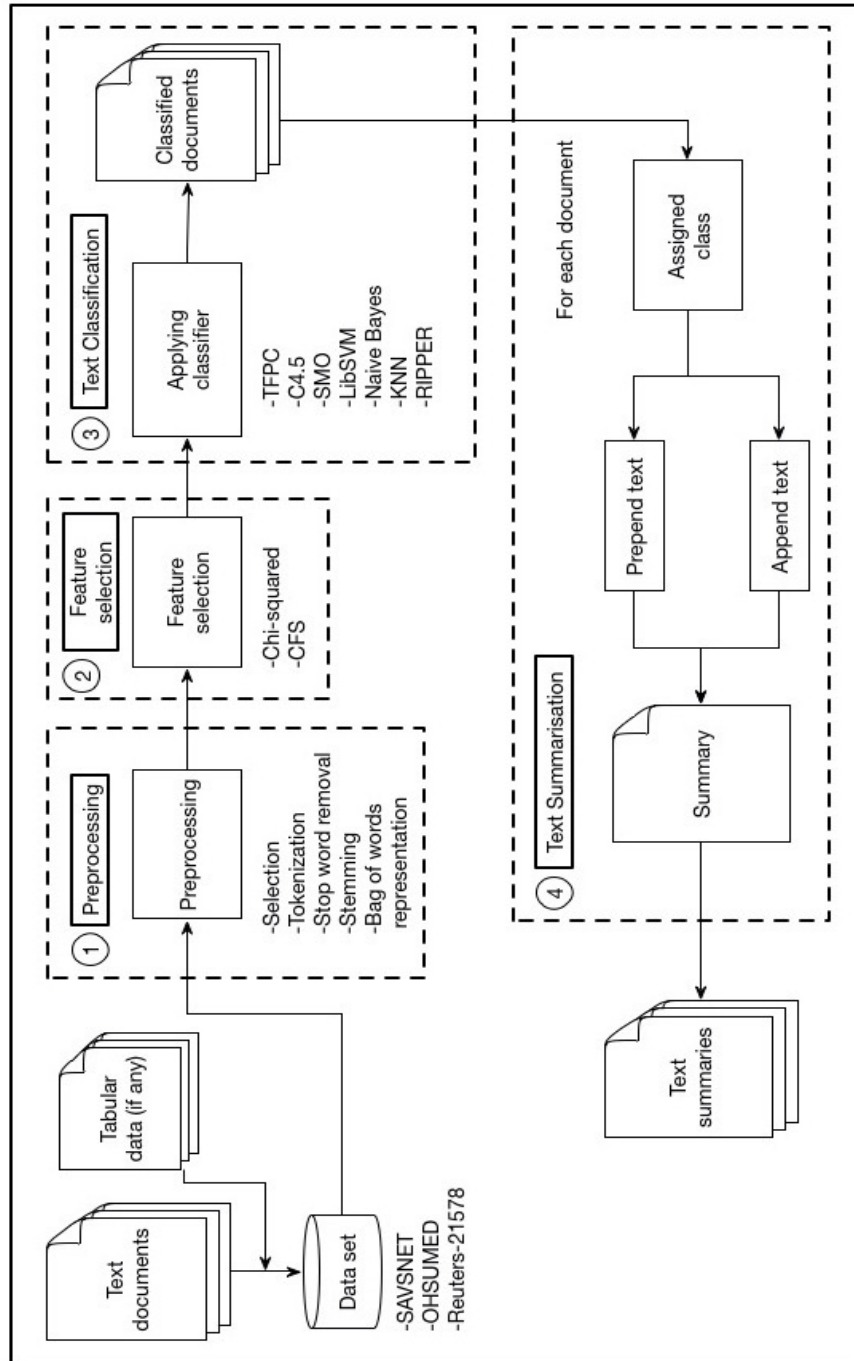 Text
documents
Tabular
data (if any)
Data set
-SAVSNET
-OHSUMED
-Reuters-21578
1
Preprocessing
Preprocessing
-Selection
-Tokenization
-Stop word removal
-Stemming
-Bag of words
representation
2
Feature
selection
Feature
selection
-Chi-squared
-CFS
3
Text Classification
Applying
classifier
-TFPC
-C4.5
-SMO
-LibSVM
-Naive Bayes
-KNN
-RIPPER
Classified
documents
4
Text Summarisation
For each document
Assigned
class
Prepend text
Append text
Summary
Text
summaries